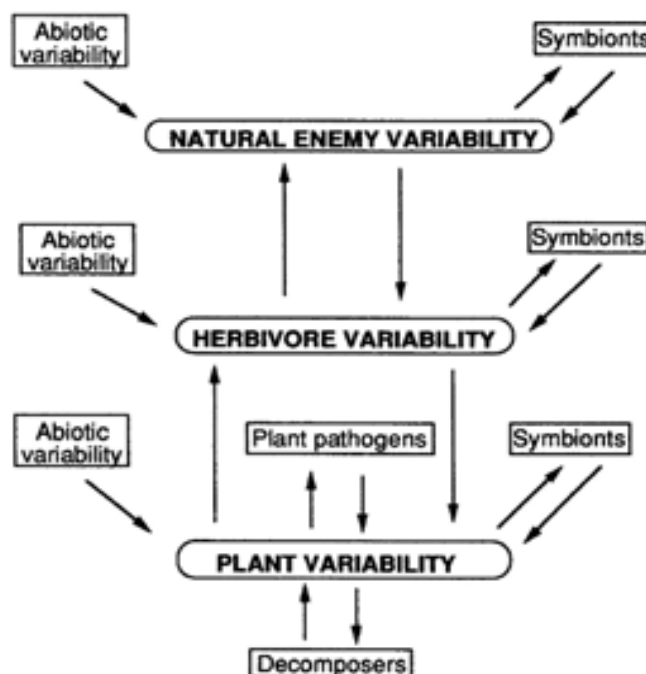 Abiotic
variability
Symbionts
NATURAL ENEMY VARIABILITY
Abiotic
variability
Symbionts
HERBIVORE VARIABILITY
Abiotic
variability
Plant pathogens
Symbionts
PLANT VARIABILITY
Decomposers